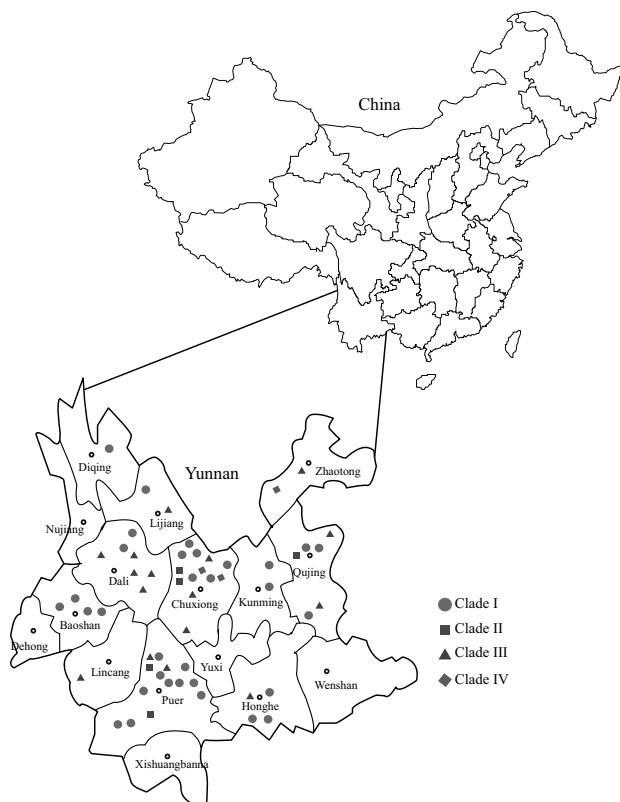 China
Yunnan
Diqing
Zhaotong
Nujiang
Lijiang
Dali
Chuxiong
Kunming
Qujing
Baoshan
Dehong
Lincang
Yuxi
Puer
Honghe
Wenshan
Xishuangbanna
Clade I
Clade II
Clade III
Clade IV